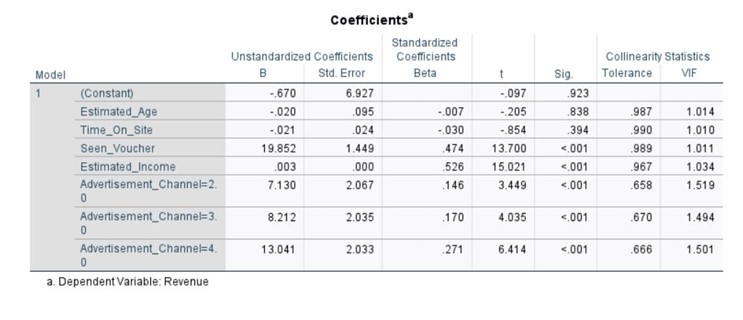 Coefficientsa
Standardized
Unstandardized Coefficients Coefficients Collinearity Statistics
Model B Std. Error Beta t Sig. Tolerance VIF
1 (Constant) -.670 6.927 -.097 .923
Estimated_Age -.020 .095 -.007 -.205 .838 .987 1.014
Time_On_Site -.021 .024 -.030 -.854 .394 .990 1.010
Seen_Voucher 19.852 1.449 .474 13.700 <.001 .989 1.011
Estimated_Income .003 .000 .526 15.021 <.001 .967 1.034
Advertisement_Channel=2. 7.130 2.067 .146 3.449 <.001 .658 1.519
0
Advertisement_Channel=3. 8.212 2.035 .170 4.035 <.001 .670 1.494
0
Advertisement_Channel=4. 13.041 2.033 .271 6.414 <.001 .666 1.501
0
a. Dependent Variable: Revenue